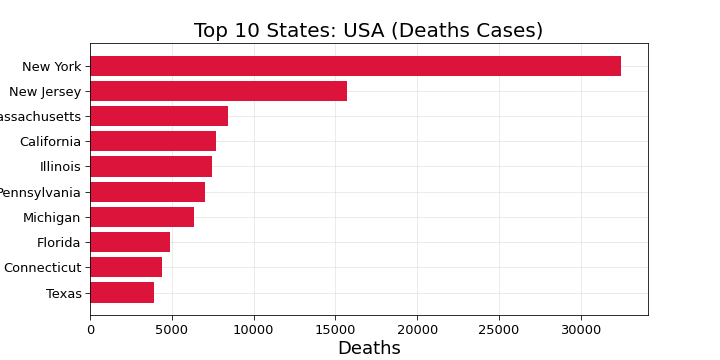 Top 10 States: USA (Deaths Cases)
New York
New Jersey
assachusetts
California
Illinois
Pennsylvania
Michigan
Florida
Connecticut
Texas
0 5000 10000 15000 20000 25000 30000
Deaths